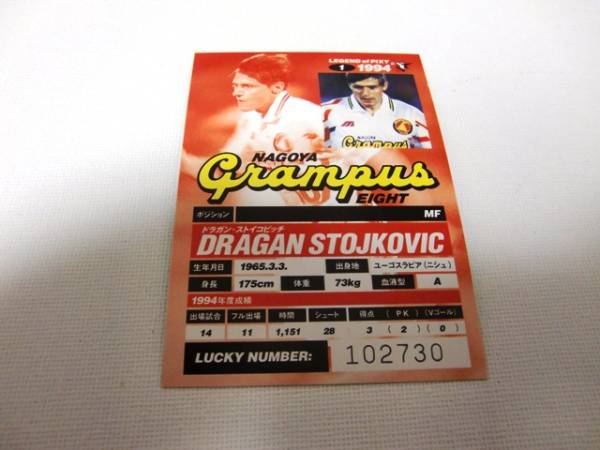 LEGEND of PIXY
1 1994
NAGOYA
Grampus
EIGHT
ポジション MF
ドラガン・ストイコビッチ
DRAGAN STOJKOVIC
生年月日 1965.3.3. 出身地 ユーゴスラビア(ニシュ)
身長 175cm 体重 73kg 血液型 A
1994年度成績
出場試合 フル出場 時間 シュート 得点 (PK) (Vゴール)
14 11 1,151 28 3 (2) (0)
LUCKY NUMBER: 102730